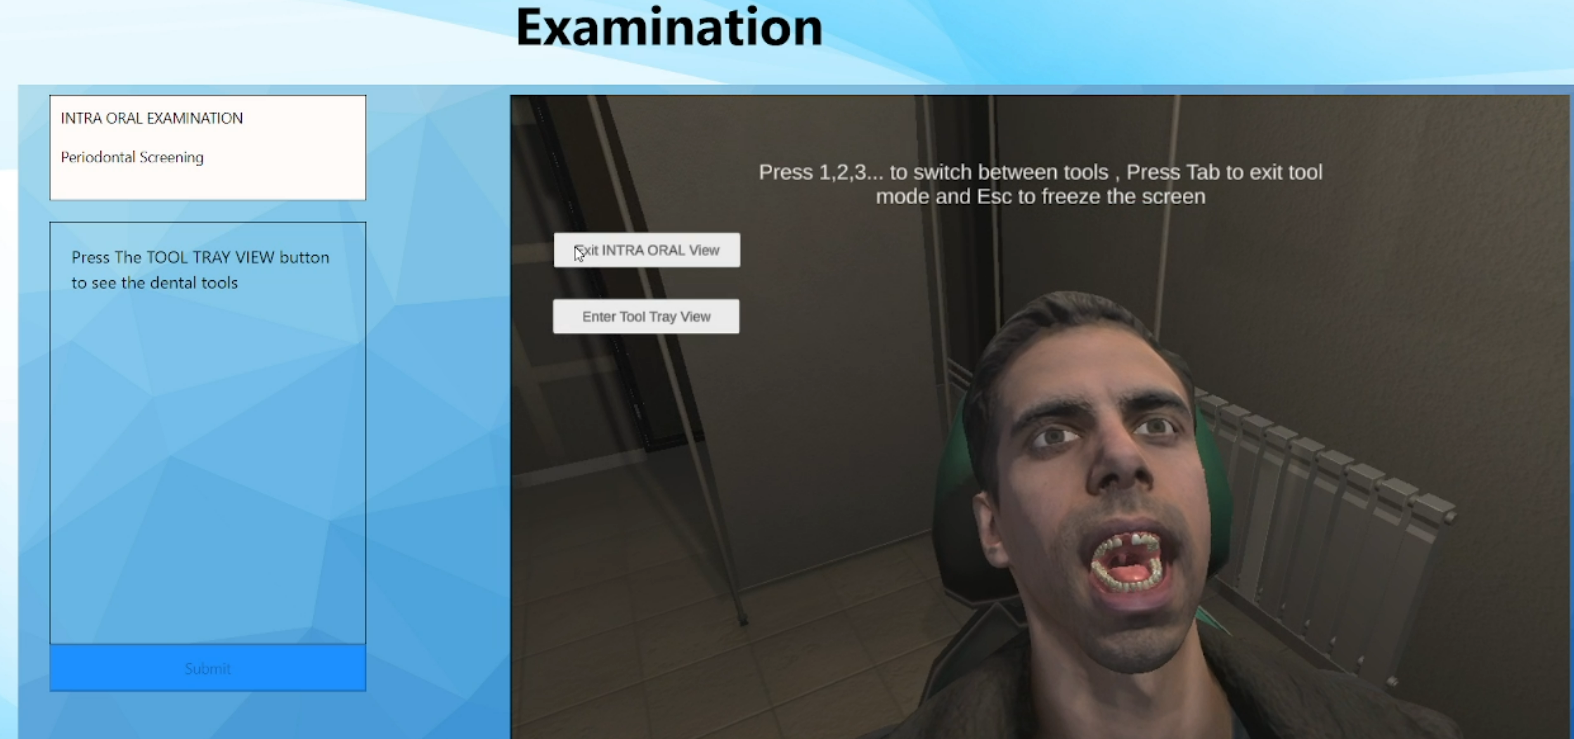 Examination
INTRA ORAL EXAMINATION
Periodontal Screening
Press The TOOL TRAY VIEW button
to see the dental tools
Submit
Press 1,2,3... to switch between tools , Press Tab to exit tool
mode and Esc to freeze the screen
Exit INTRA ORAL View
Enter Tool Tray View